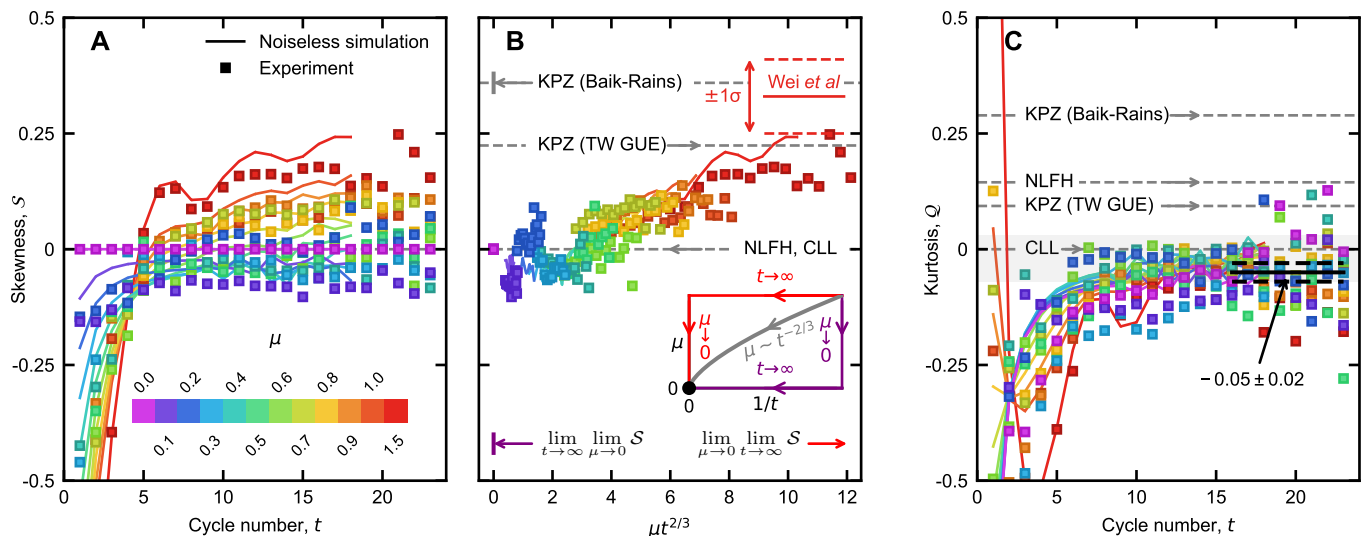 A
Noiseless simulation
Experiment
Skewness, 𝒮
0.5
0.25
0
-0.25
-0.5
μ
0.0 0.2 0.4 0.6 0.8 1.0
0.1 0.3 0.5 0.7 0.9 1.5
0 5 10 15 20
Cycle number, t
B
KPZ (Baik-Rains)
±1σ
Wei et al
KPZ (TW GUE)
NLFH, CLL
t→∞
μ
μ→0
μ ~ t^{-2/3}
μ→0
t→∞
0
0
1/t
lim t→∞ lim μ→0 𝒮
lim μ→0 lim t→∞ 𝒮
0 2 4 6 8 10 12
μt^{2/3}
C
Kurtosis, 𝒬
0.5
0.25
0
-0.25
-0.5
KPZ (Baik-Rains)
NLFH
KPZ (TW GUE)
CLL
−0.05 ± 0.02
0 5 10 15 20
Cycle number, t